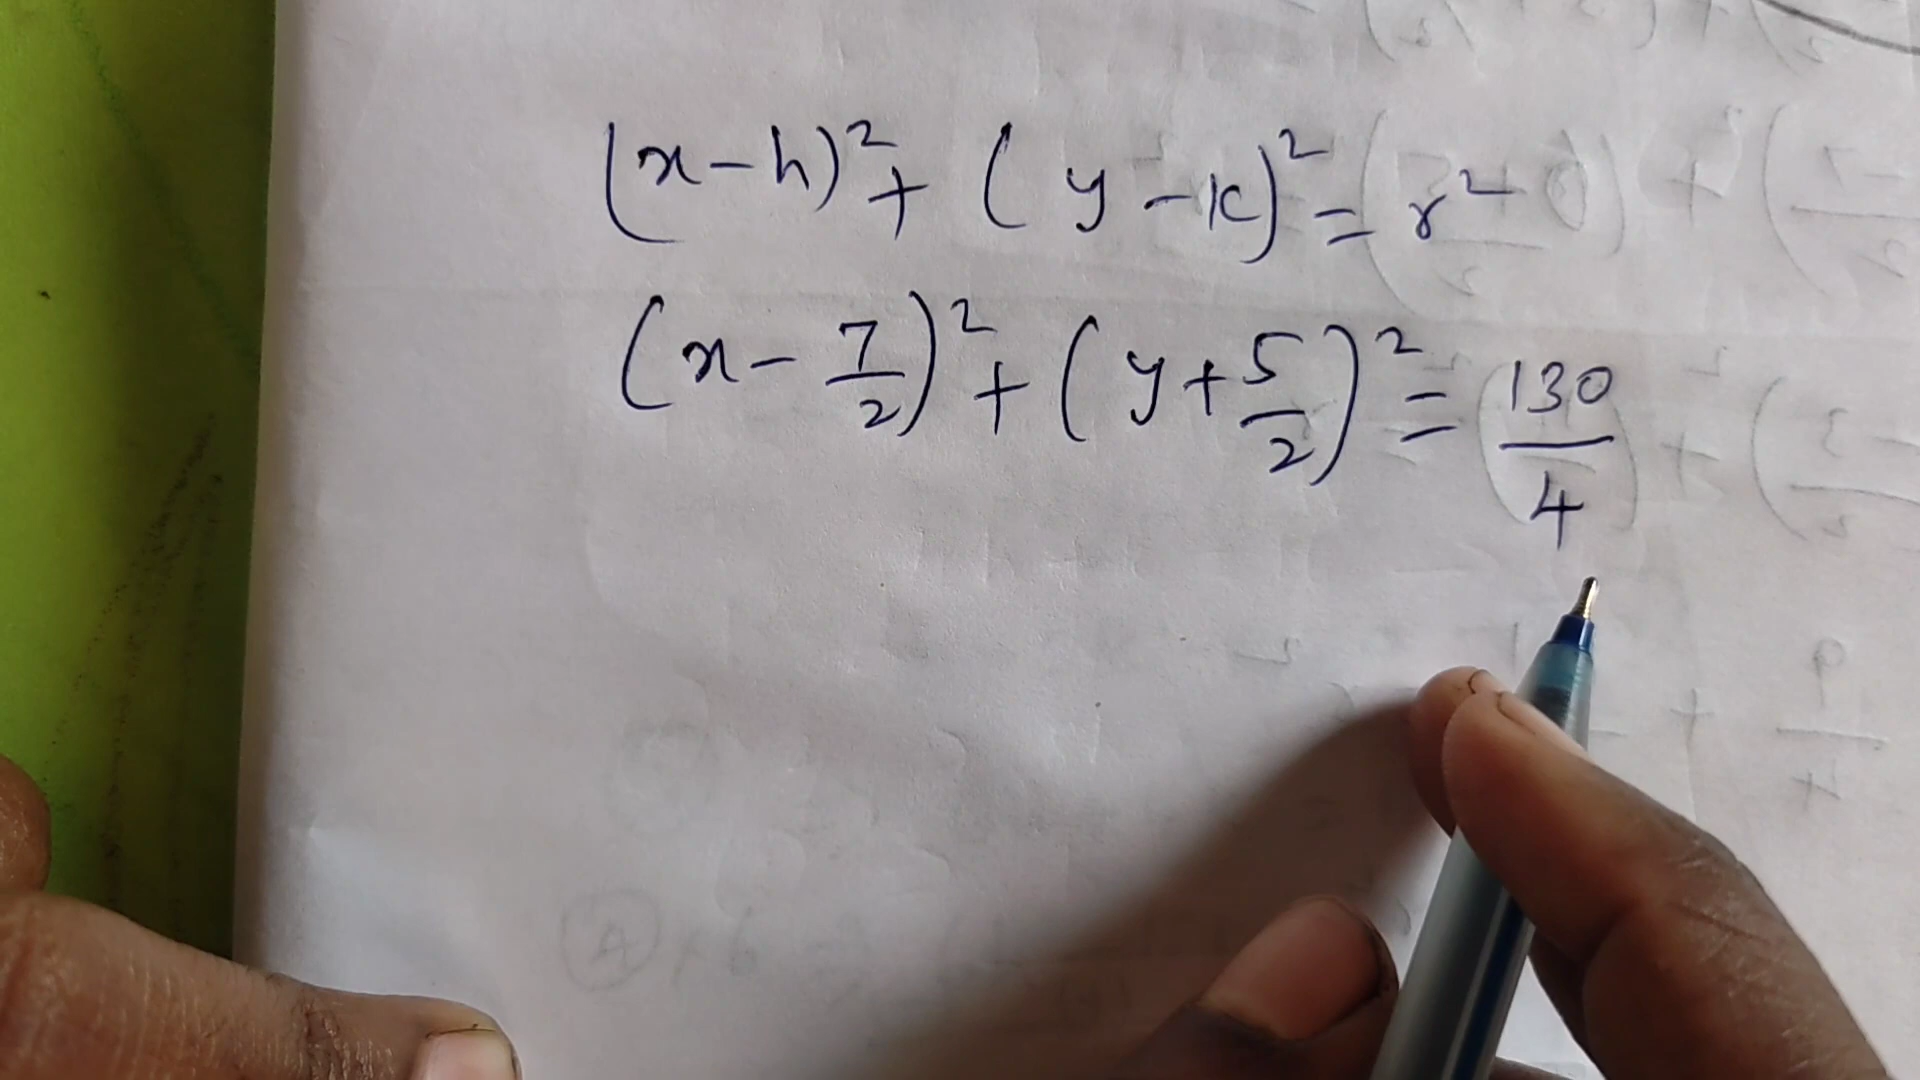 (x-h)² + (y-k)² = r²
(x - 7/2)² + (y + 5/2)² = 130/4